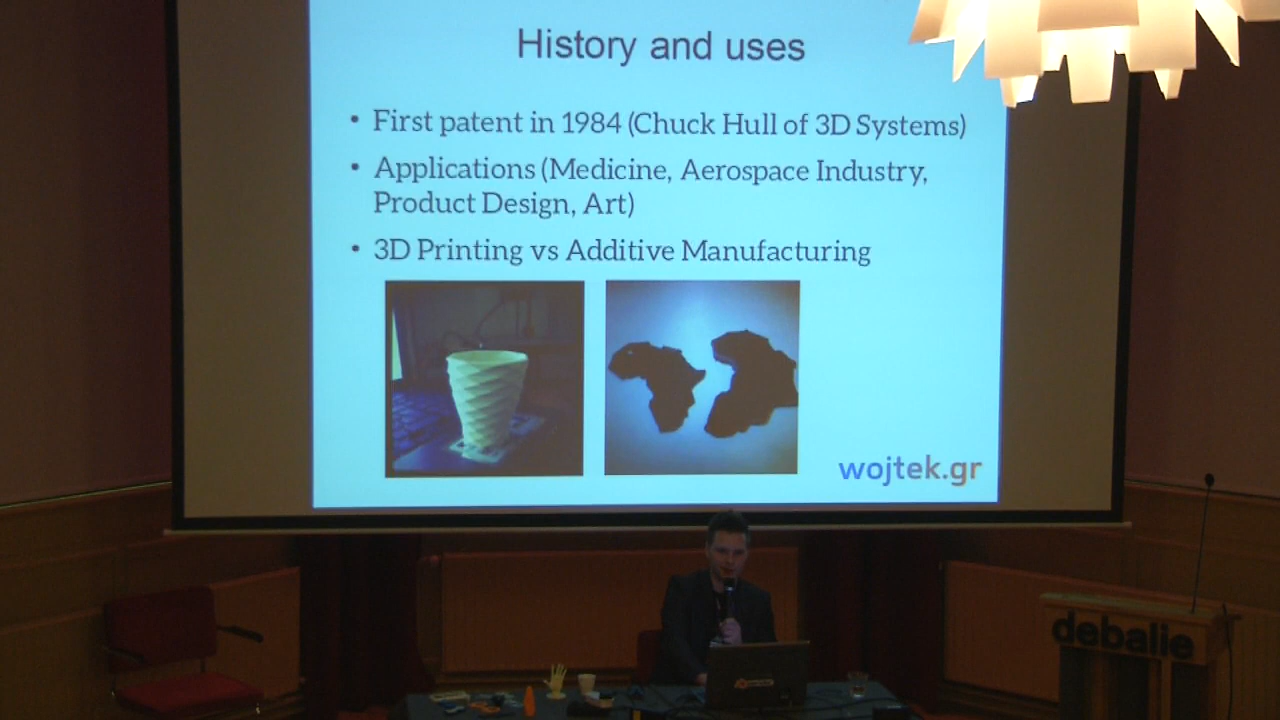 History and uses
• First patent in 1984 (Chuck Hull of 3D Systems)
• Applications (Medicine, Aerospace Industry,
Product Design, Art)
• 3D Printing vs Additive Manufacturing
wojtek.gr
debalie